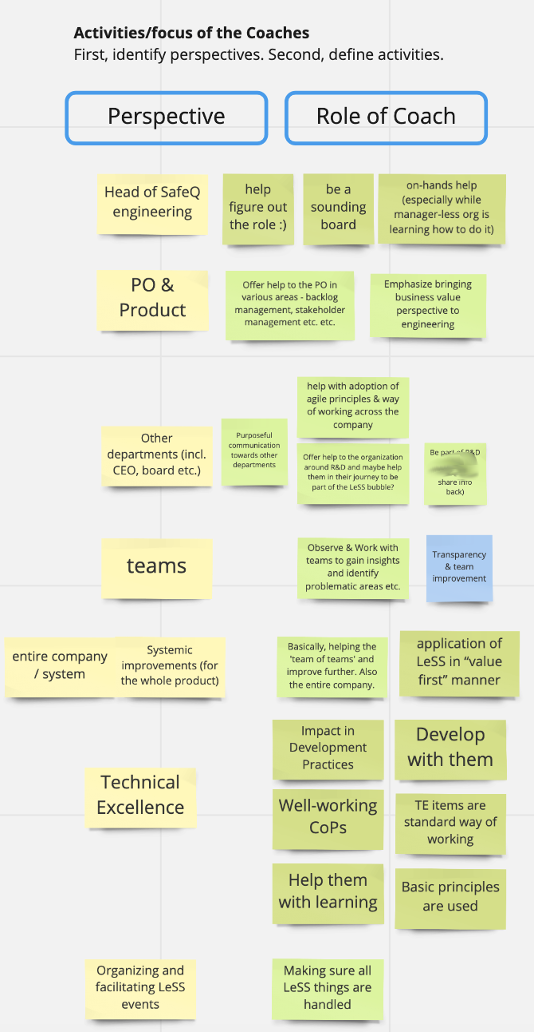 Activities/focus of the Coaches
First, identify perspectives. Second, define activities.
Perspective
Role of Coach
Head of SafeQ
engineering
help
figure out
the role :)
be a
sounding
board
on-hands help
(especially while
manager-less org is
learning how to do it)
PO &
Product
Offer help to the PO in
various areas - backlog
management, stakeholder
management etc. etc.
Emphasize bringing
business value
perspective to
engineering
help with adoption of
agile principles & way
of working across the
company
Other
departments (incl.
CEO, board etc.)
Purposeful
communication
towards other
departments
Offer help to the organization
around R&D and maybe help
them in their journey to be
part of the LeSS bubble?
Be part of R&D
share info
back)
teams
Observe & Work with
teams to gain insights
and identify
problematic areas etc.
Transparency
& team
improvement
entire company
/ system
Systemic
improvements (for
the whole product)
Basically, helping the
'team of teams' and
improve further. Also
the entire company.
application of
LeSS in “value
first” manner
Technical
Excellence
Impact in
Development
Practices
Develop
with them
Well-working
CoPs
TE items are
standard way of
working
Help them
with learning
Basic principles
are used
Organizing and
facilitating LeSS
events
Making sure all
LeSS things are
handled